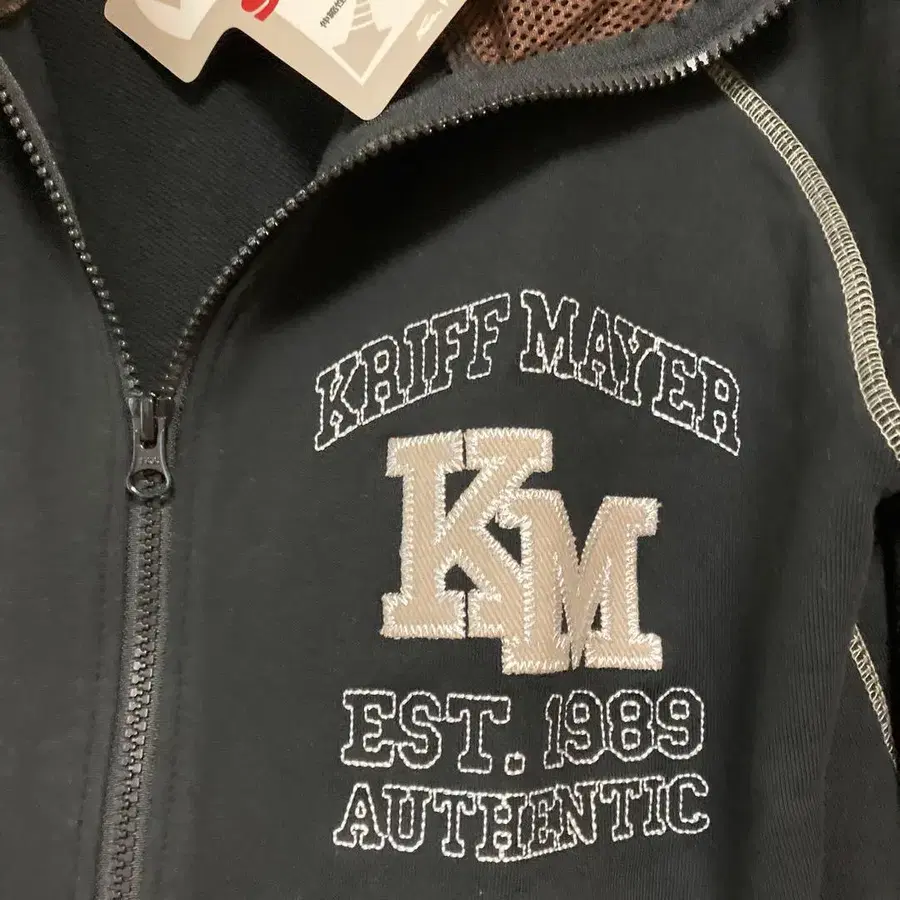 KRIFF MAYER
KM
EST. 1989
AUTHENTIC